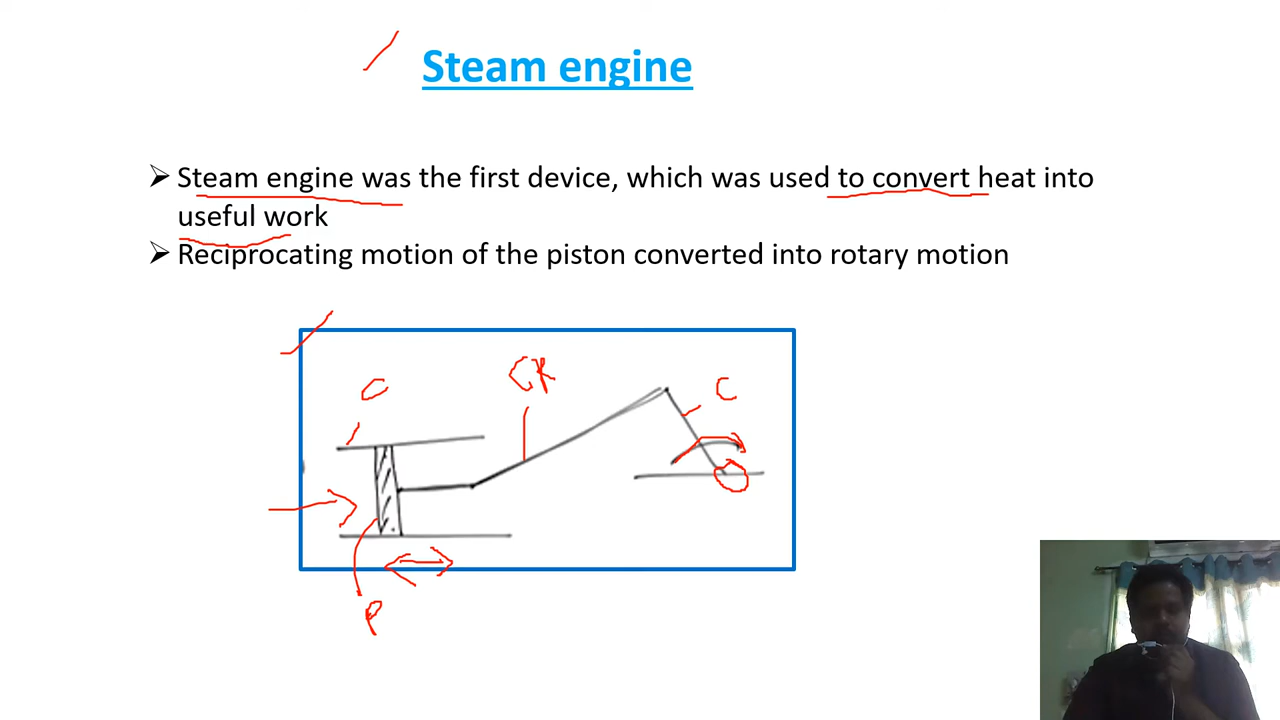 Steam engine
➢ Steam engine was the first device, which was used to convert heat into
useful work
➢ Reciprocating motion of the piston converted into rotary motion
C
CR
C
P